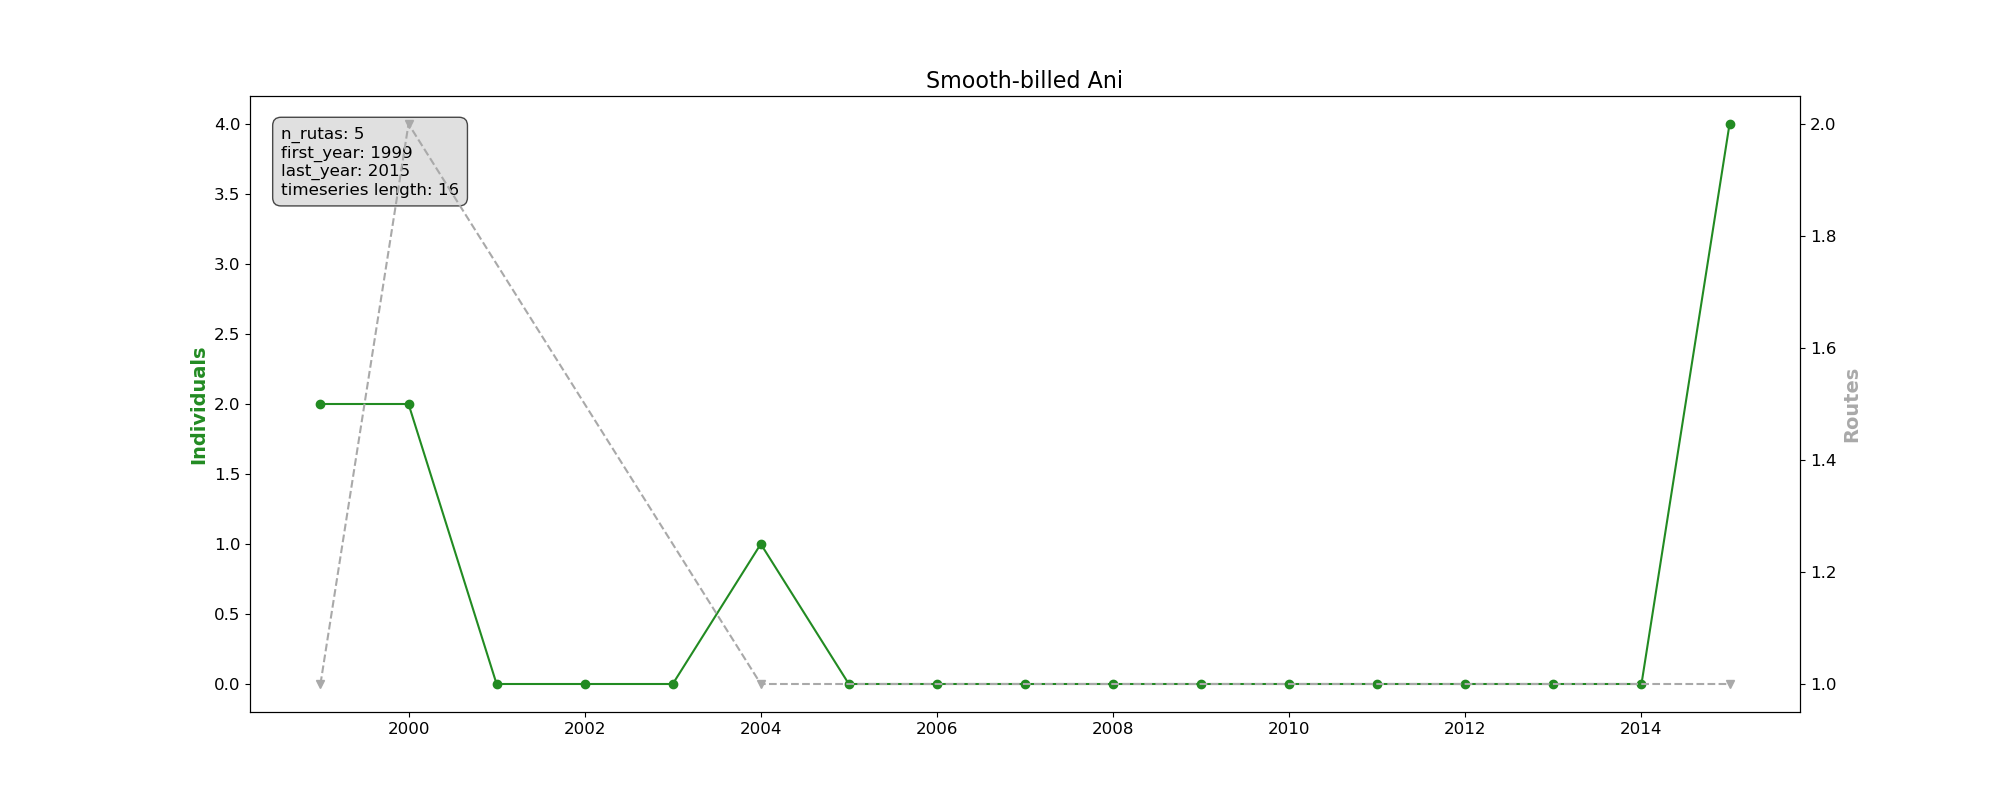 Smooth-billed Ani
n_rutas: 5
first_year: 1999
last_year: 2015
timeseries length: 16
4.0
3.5
3.0
2.5
2.0
1.5
1.0
0.5
0.0
Individuals
2.0
1.8
1.6
1.4
1.2
1.0
Routes
2000 2002 2004 2006 2008 2010 2012 2014